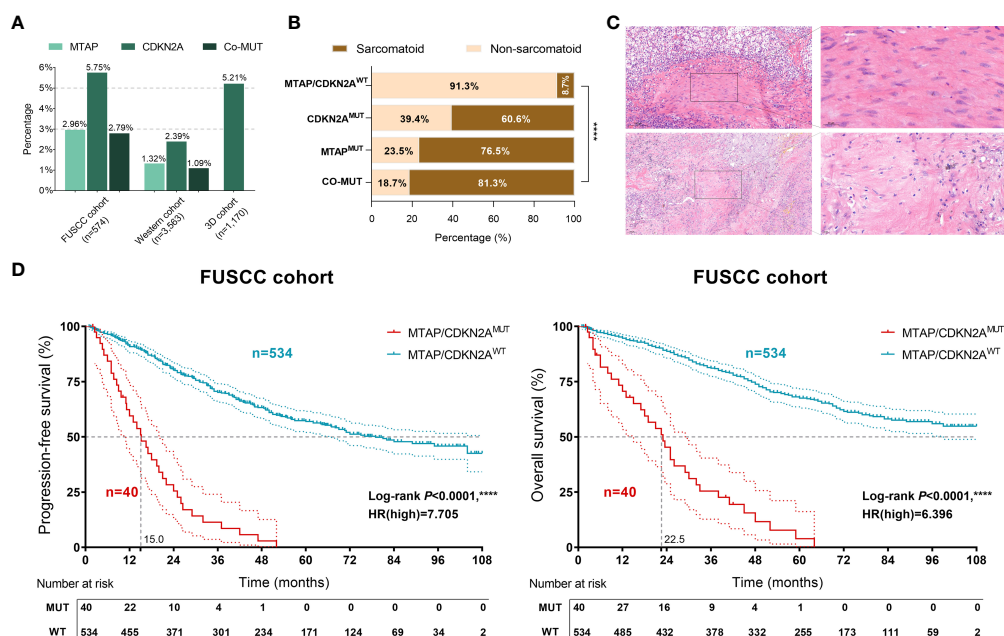 A
MTAP CDKN2A Co-MUT
Percentage
6%
5%
4%
3%
2%
1%
0%
2.96%
5.75%
2.79%
1.32%
2.39%
1.09%
5.21%
FUSCC cohort
(n=574)
Western cohort
(n=3,563)
3D cohort
(n=1,170)
B
Sarcomatoid Non-sarcomatoid
MTAP/CDKN2AWT 91.3% 8.7%
CDKN2AMUT 39.4% 60.6%
MTAPMUT 23.5% 76.5%
CO-MUT 18.7% 81.3%
****
0 20 40 60 80 100
Percentage (%)
C
D
FUSCC cohort
Progression-free survival (%)
100
75
50
25
0
MTAP/CDKN2AMUT
MTAP/CDKN2AWT
n=534
n=40
Log-rank P<0.0001,****
HR(high)=7.705
15.0
0 12 24 36 48 60 72 84 96 108
Number at risk
Time (months)
MUT 40 22 10 4 1 0 0 0 0 0
WT 534 455 371 301 234 171 124 69 34 2
FUSCC cohort
Overall survival (%)
100
75
50
25
0
MTAP/CDKN2AMUT
MTAP/CDKN2AWT
n=534
n=40
Log-rank P<0.0001,****
HR(high)=6.396
22.5
0 12 24 36 48 60 72 84 96 108
Number at risk
Time (months)
MUT 40 27 16 9 4 1 0 0 0 0
WT 534 485 432 378 332 255 173 111 59 2